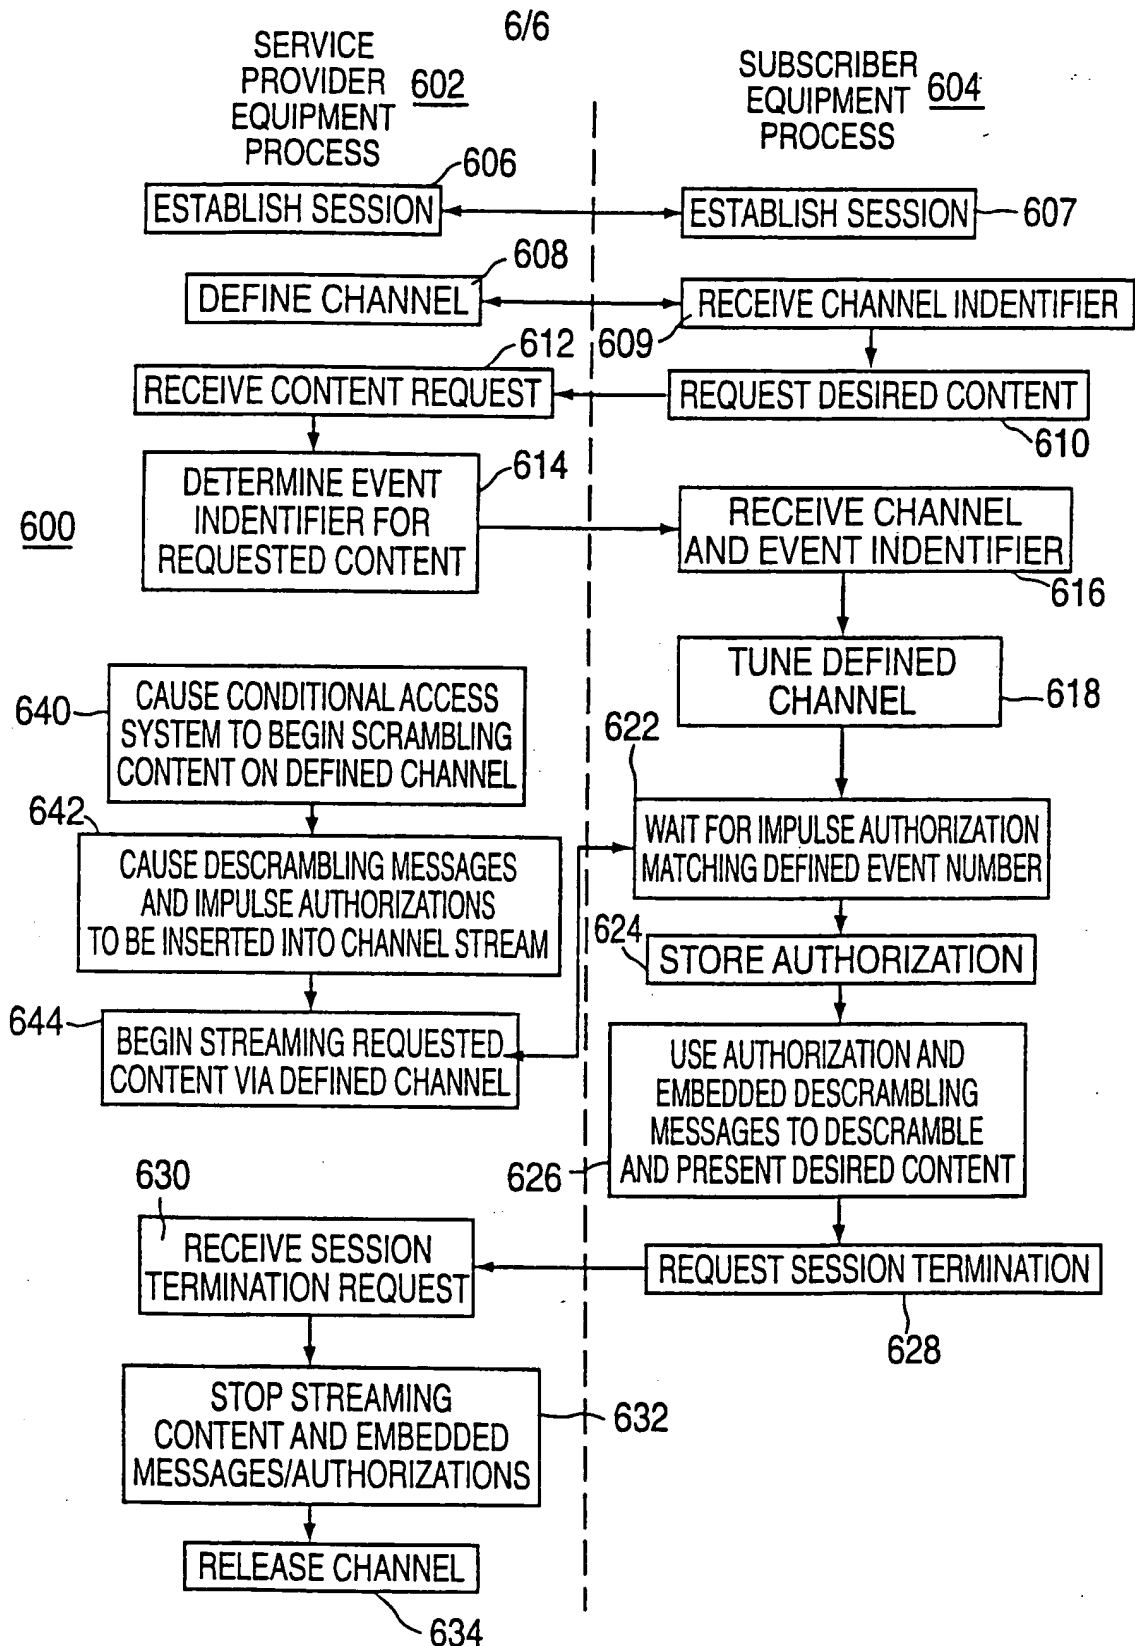 6/6
SERVICE
PROVIDER 602
EQUIPMENT
PROCESS
SUBSCRIBER
EQUIPMENT 604
PROCESS
606
ESTABLISH SESSION
ESTABLISH SESSION
607
608
DEFINE CHANNEL
RECEIVE CHANNEL INDENTIFIER
609
612
RECEIVE CONTENT REQUEST
REQUEST DESIRED CONTENT
610
614
DETERMINE EVENT
INDENTIFIER FOR
REQUESTED CONTENT
600
RECEIVE CHANNEL
AND EVENT INDENTIFIER
616
TUNE DEFINED
CHANNEL
618
640
CAUSE CONDITIONAL ACCESS
SYSTEM TO BEGIN SCRAMBLING
CONTENT ON DEFINED CHANNEL
622
WAIT FOR IMPULSE AUTHORIZATION
MATCHING DEFINED EVENT NUMBER
642
CAUSE DESCRAMBLING MESSAGES
AND IMPULSE AUTHORIZATIONS
TO BE INSERTED INTO CHANNEL STREAM
624
STORE AUTHORIZATION
644
BEGIN STREAMING REQUESTED
CONTENT VIA DEFINED CHANNEL
USE AUTHORIZATION AND
EMBEDDED DESCRAMBLING
MESSAGES TO DESCRAMBLE
AND PRESENT DESIRED CONTENT
626
630
RECEIVE SESSION
TERMINATION REQUEST
REQUEST SESSION TERMINATION
628
STOP STREAMING
CONTENT AND EMBEDDED
MESSAGES/AUTHORIZATIONS
632
RELEASE CHANNEL
634